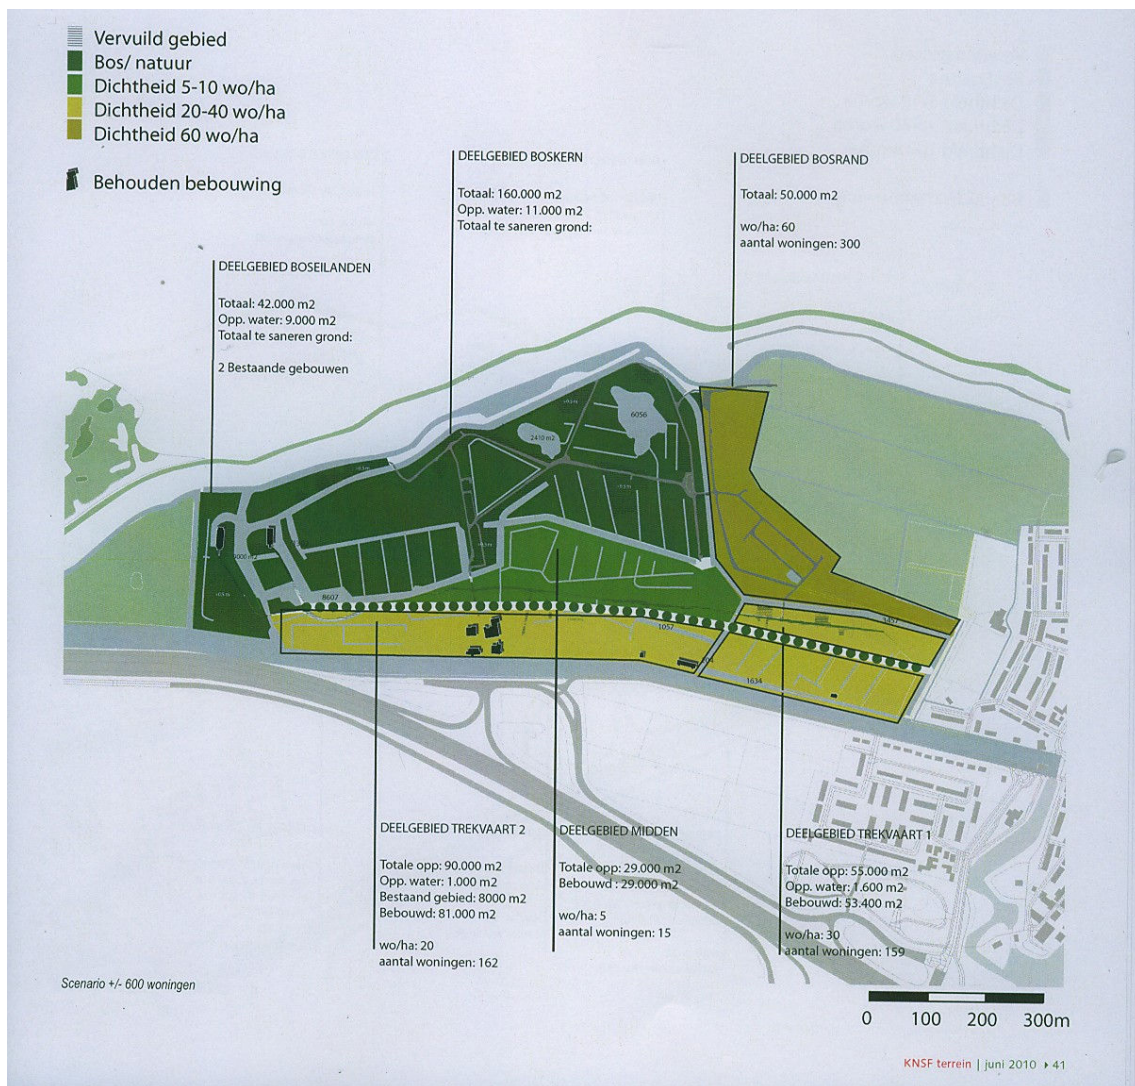 Vervuild gebied
Bos/ natuur
Dichtheid 5-10 wo/ha
Dichtheid 20-40 wo/ha
Dichtheid 60 wo/ha
Behouden bebouwing
DEELGEBIED BOSKERN
Totaal: 160.000 m2
Opp. water: 11.000 m2
Totaal te saneren grond:
DEELGEBIED BOSRAND
Totaal: 50.000 m2
wo/ha: 60
aantal woningen: 300
DEELGEBIED BOSEILANDEN
Totaal: 42.000 m2
Opp. water: 9.000 m2
Totaal te saneren grond:
2 Bestaande gebouwen
6056
2410 m2
8607
1057
1634
DEELGEBIED TREKVAART 2
Totale opp: 90.000 m2
Opp. water: 1.000 m2
Bestaand gebied: 8000 m2
Bebouwd: 81.000 m2
wo/ha: 20
aantal woningen: 162
DEELGEBIED MIDDEN
Totale opp: 29.000 m2
Bebouwd : 29.000 m2
wo/ha: 5
aantal woningen: 15
DEELGEBIED TREKVAART 1
Totale opp: 55.000 m2
Opp. water: 1.600 m2
Bebouwd: 53.400 m2
wo/ha: 30
aantal woningen: 159
Scenario +/- 600 woningen
0 100 200 300m
KNSF terrein | juni 2010 ▸ 41